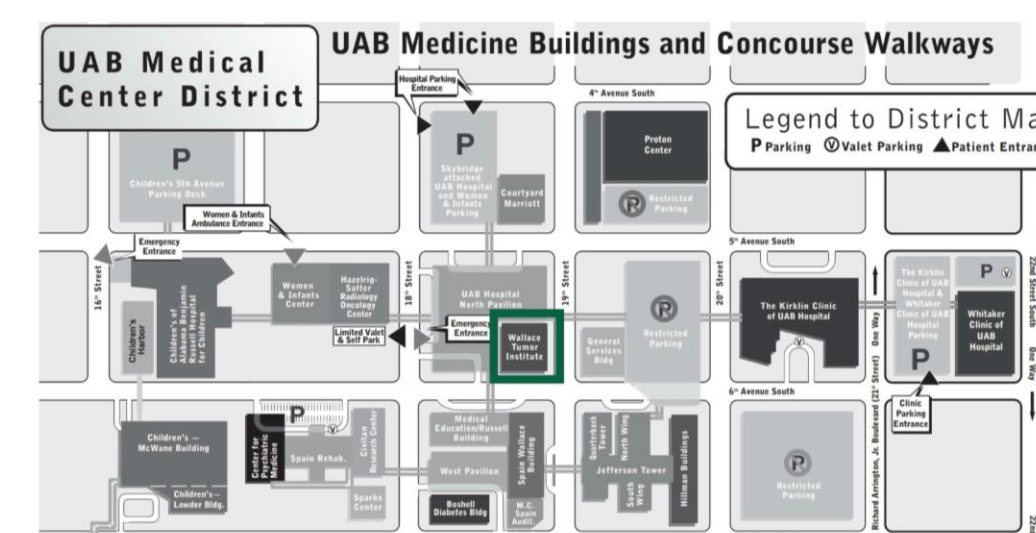 UAB Medical
Center District
UAB Medicine Buildings and Concourse Walkways
Hospital Parking
Entrance
4th Avenue South
Legend to District Ma
P Parking Ⓥ Valet Parking ▲ Patient Entran
P
Children's 5th Avenue
Parking Deck
P
Skybridge
attached
UAB Hospital
and Women
& Infants
Parking
Courtyard
Marriott
Proton
Center
P
Restricted
Parking
Women & Infants
Ambulance Entrance
Emergency
Entrance
5th Avenue South
16th Street
18th Street
19th Street
20th Street
One Way
22nd Street South
One Way
Children's
Harbor
Children's of
Alabama Benjamin
Russell Hospital
for Children
Women
& Infants
Center
Hazelrig-
Salter
Radiology
Oncology
Center
Limited Valet
& Self Park
UAB Hospital
North Pavilion
Emergency
Entrance
Wallace
Tumor
Institute
General
Services
Bldg
P
Restricted
Parking
The Kirklin Clinic
of UAB Hospital
V
The Kirklin
Clinic of UAB
Hospital &
Whitaker
Clinic of UAB
Hospital
Parking
P
P V
Whitaker
Clinic of
UAB
Hospital
Clinic
Parking
Entrance
6th Avenue South
Richard Arrington, Jr. Boulevard (21st Street)
Children's —
McWane Building
Children's—
Lowder Bldg.
P
V
Center for
Psychiatric
Medicine
Spain Rehab.
Civitan
Research Center
Sparks
Center
Medical
Education/Russell
Building
West Pavilion
Spain Wallace
Building
Boshell
Diabetes Bldg
M.C.
Spain
Audit.
Quarterback
Tower
North Wing
Jefferson Tower
South
Wing
Hillman Buildings
P
Restricted
Parking
22nd